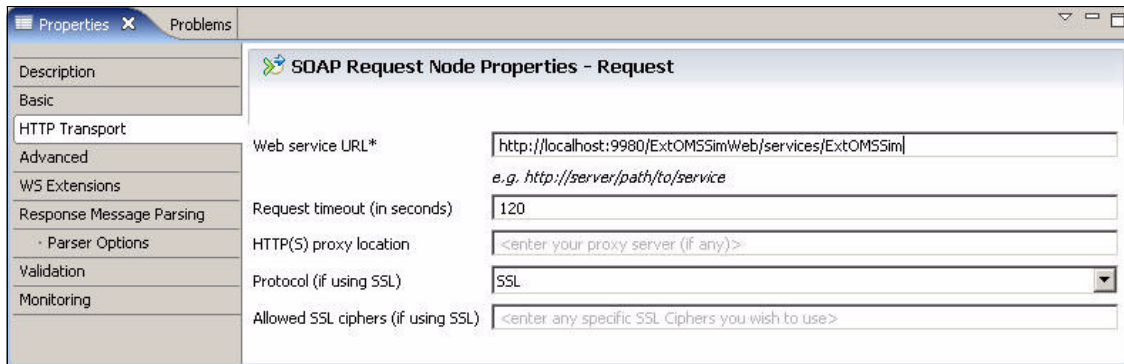 Properties Problems
SOAP Request Node Properties - Request
Description
Basic
HTTP Transport
Advanced
WS Extensions
Response Message Parsing
· Parser Options
Validation
Monitoring
Web service URL* http://localhost:9980/ExtOMSSimWeb/services/ExtOMSSim
e.g. http://server/path/to/service
Request timeout (in seconds) 120
HTTP(S) proxy location <enter your proxy server (if any)>
Protocol (if using SSL) SSL
Allowed SSL ciphers (if using SSL) <enter any specific SSL Ciphers you wish to use>